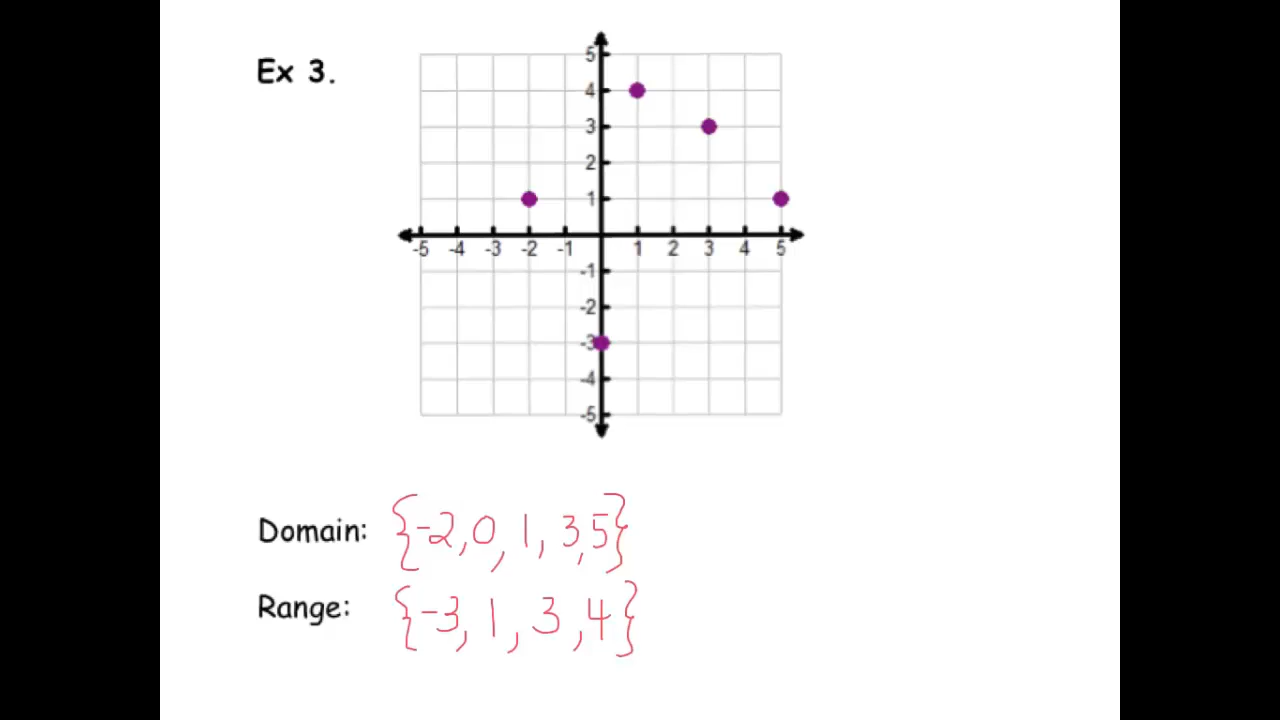 Ex 3.
5
4
3
2
1
-5 -4 -3 -2 -1 1 2 3 4 5
-1
-2
-3
-4
-5
Domain: {-2, 0, 1, 3, 5}
Range: {-3, 1, 3, 4}